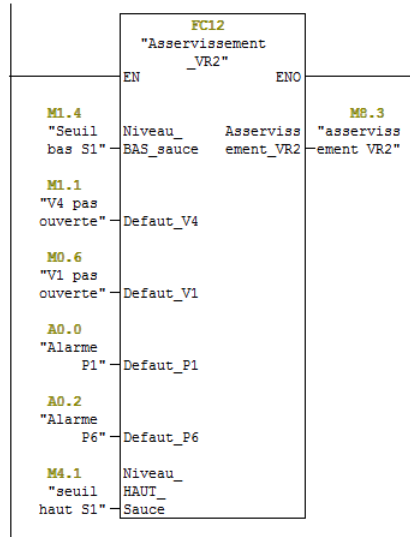 FC12
"Asservissement
_VR2"
EN ENO
M1.4 M8.3
"Seuil Niveau_ Asserviss "asserviss
bas S1" BAS_sauce ement_VR2 ement VR2"
M1.1
"V4 pas
ouverte" Defaut_V4
M0.6
"V1 pas
ouverte" Defaut_V1
A0.0
"Alarme
P1" Defaut_P1
A0.2
"Alarme
P6" Defaut_P6
M4.1 Niveau_
"seuil HAUT_
haut S1" Sauce